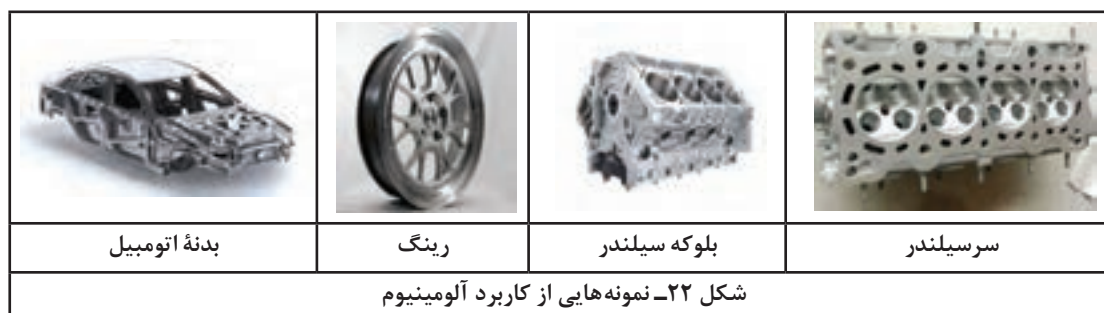 سرسیلندر
بلوکه سیلندر
رینگ
بدنهٔ اتومبیل
شکل ۲۲ـ نمونه‌هایی از کاربرد آلومینیوم